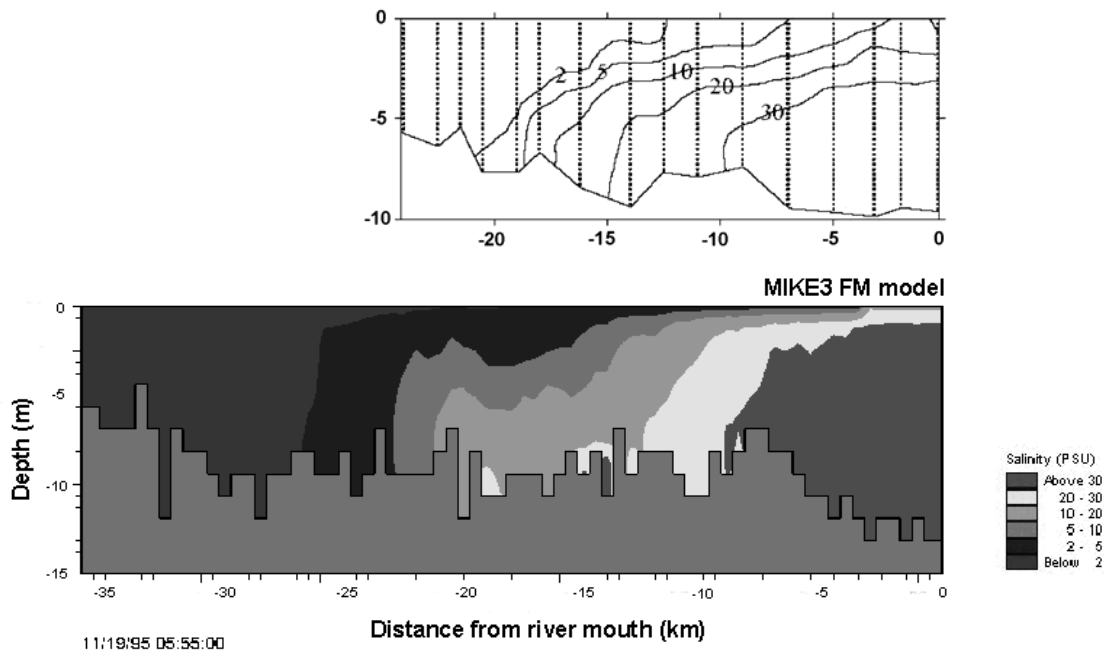 0
2
5
10
20
30
-5
-10
-20
-15
-10
-5
0
MIKE3 FM model
0
-5
-10
-15
Depth (m)
-35
-30
-25
-20
-15
-10
-5
0
Distance from river mouth (km)
11/19/95 05:55:00
Salinity (PSU)
Above 30
20 - 30
10 - 20
5 - 10
2 - 5
Below 2